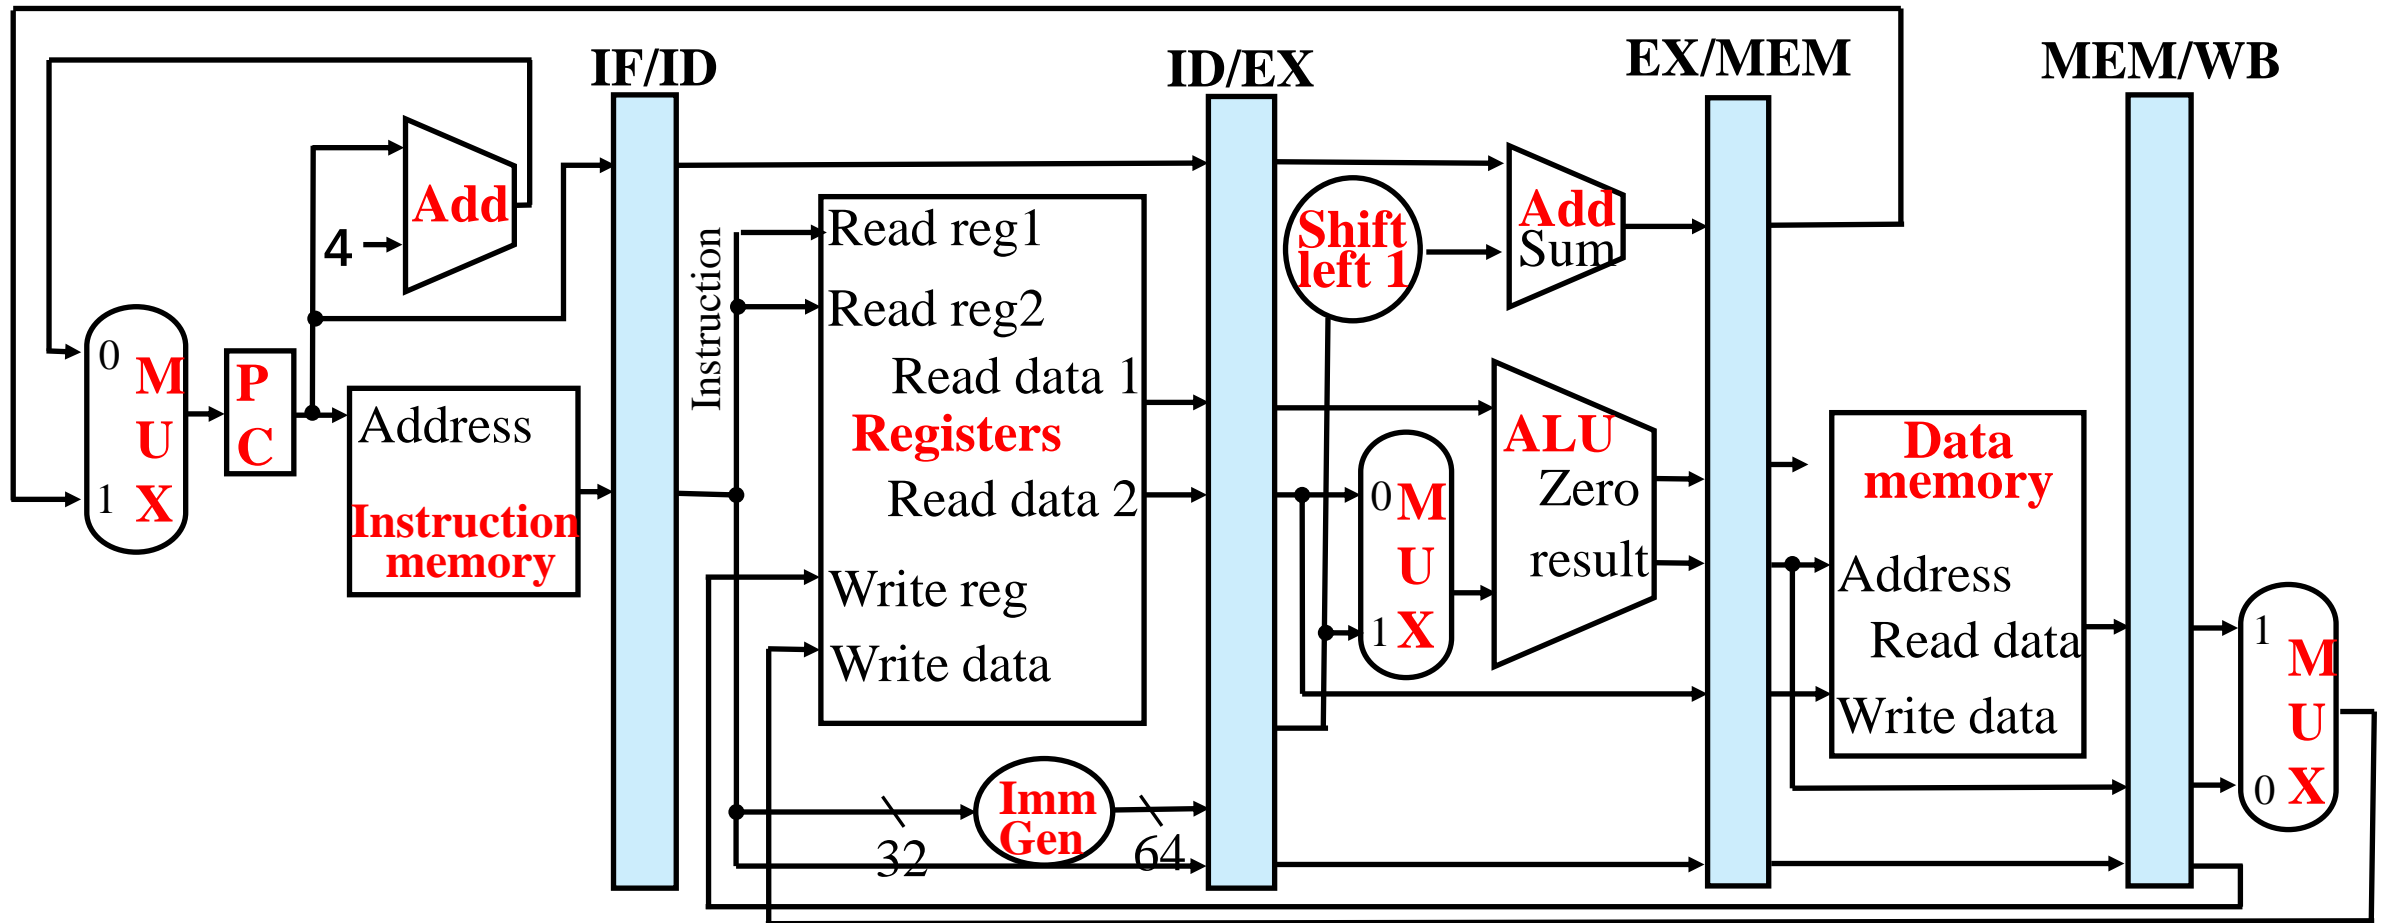 IF/ID
ID/EX
EX/MEM
MEM/WB
Add
4
0
M
U
X
1
P
C
Address
Instruction
memory
Instruction
Read reg1
Read reg2
Read data 1
Registers
Read data 2
Write reg
Write data
Imm
Gen
32
64
Shift
left 1
Add
Sum
0
M
U
X
1
ALU
Zero
result
Data
memory
Address
Read data
Write data
1
M
U
X
0